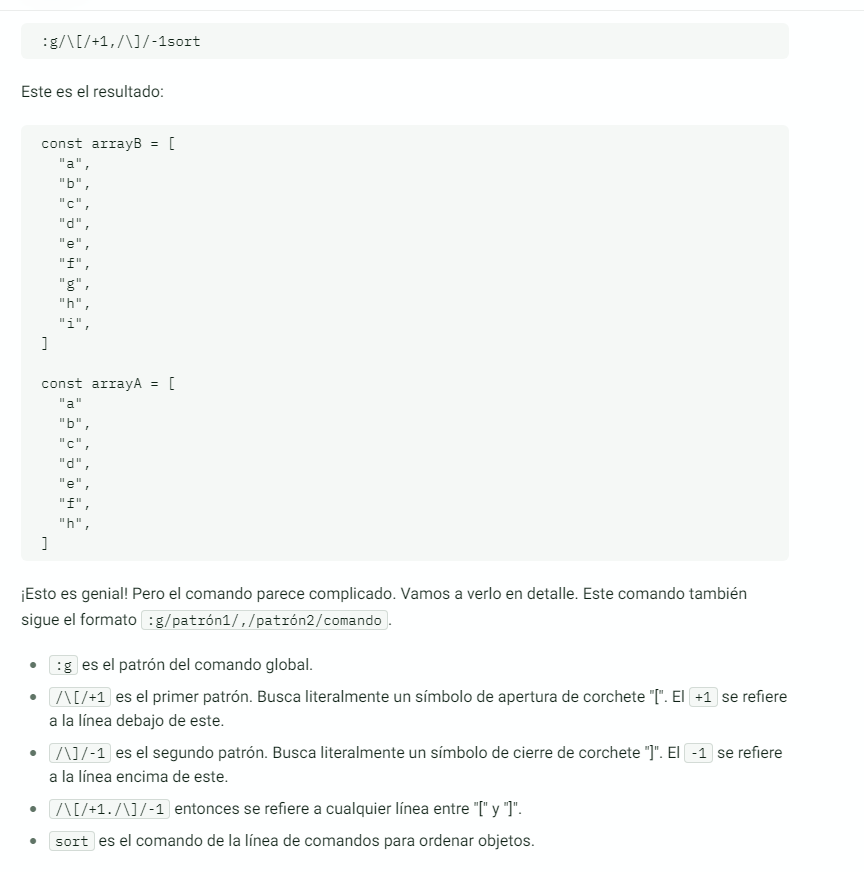 :g/\[/+1,/\]/-1sort
Este es el resultado:
const arrayB = [
  "a",
  "b",
  "c",
  "d",
  "e",
  "f",
  "g",
  "h",
  "i",
]
const arrayA = [
  "a"
  "b",
  "c",
  "d",
  "e",
  "f",
  "h",
]
¡Esto es genial! Pero el comando parece complicado. Vamos a verlo en detalle. Este comando también
sigue el formato :g/patrón1/,/patrón2/comando.
• :g es el patrón del comando global.
• /\[/+1 es el primer patrón. Busca literalmente un símbolo de apertura de corchete "[". El +1 se refiere
a la línea debajo de este.
• /\]/-1 es el segundo patrón. Busca literalmente un símbolo de cierre de corchete "]". El -1 se refiere
a la línea encima de este.
• /\[/+1./\]/-1 entonces se refiere a cualquier línea entre "[" y "]".
• sort es el comando de la línea de comandos para ordenar objetos.